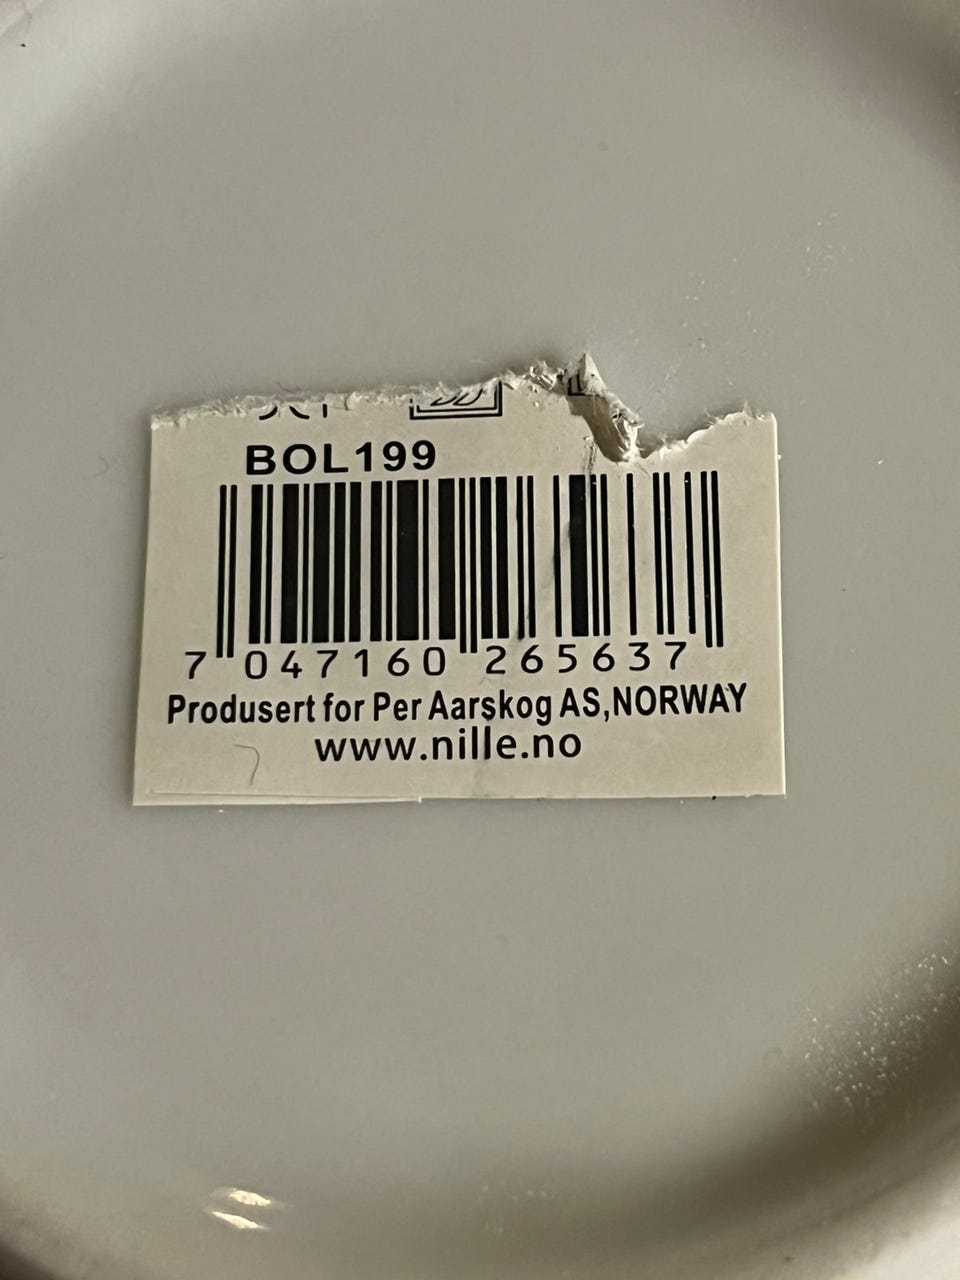 BOL199
7 047160 265637
Produsert for Per Aarskog AS,NORWAY
www.nille.no